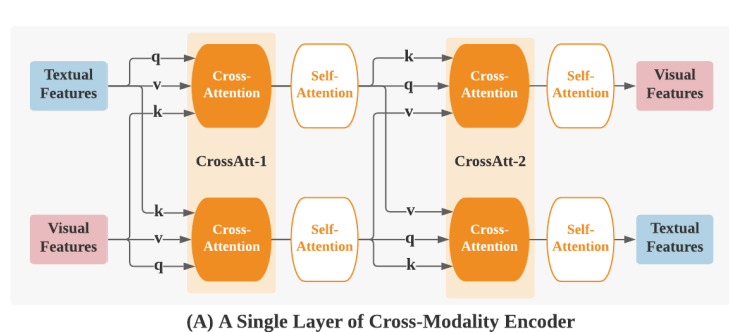 Textual
Features
q
v
k
Cross-
Attention
Self-
Attention
k
q
v
Cross-
Attention
Self-
Attention
Visual
Features
CrossAtt-1
CrossAtt-2
Visual
Features
k
v
q
Cross-
Attention
Self-
Attention
v
q
k
Cross-
Attention
Self-
Attention
Textual
Features
(A) A Single Layer of Cross-Modality Encoder